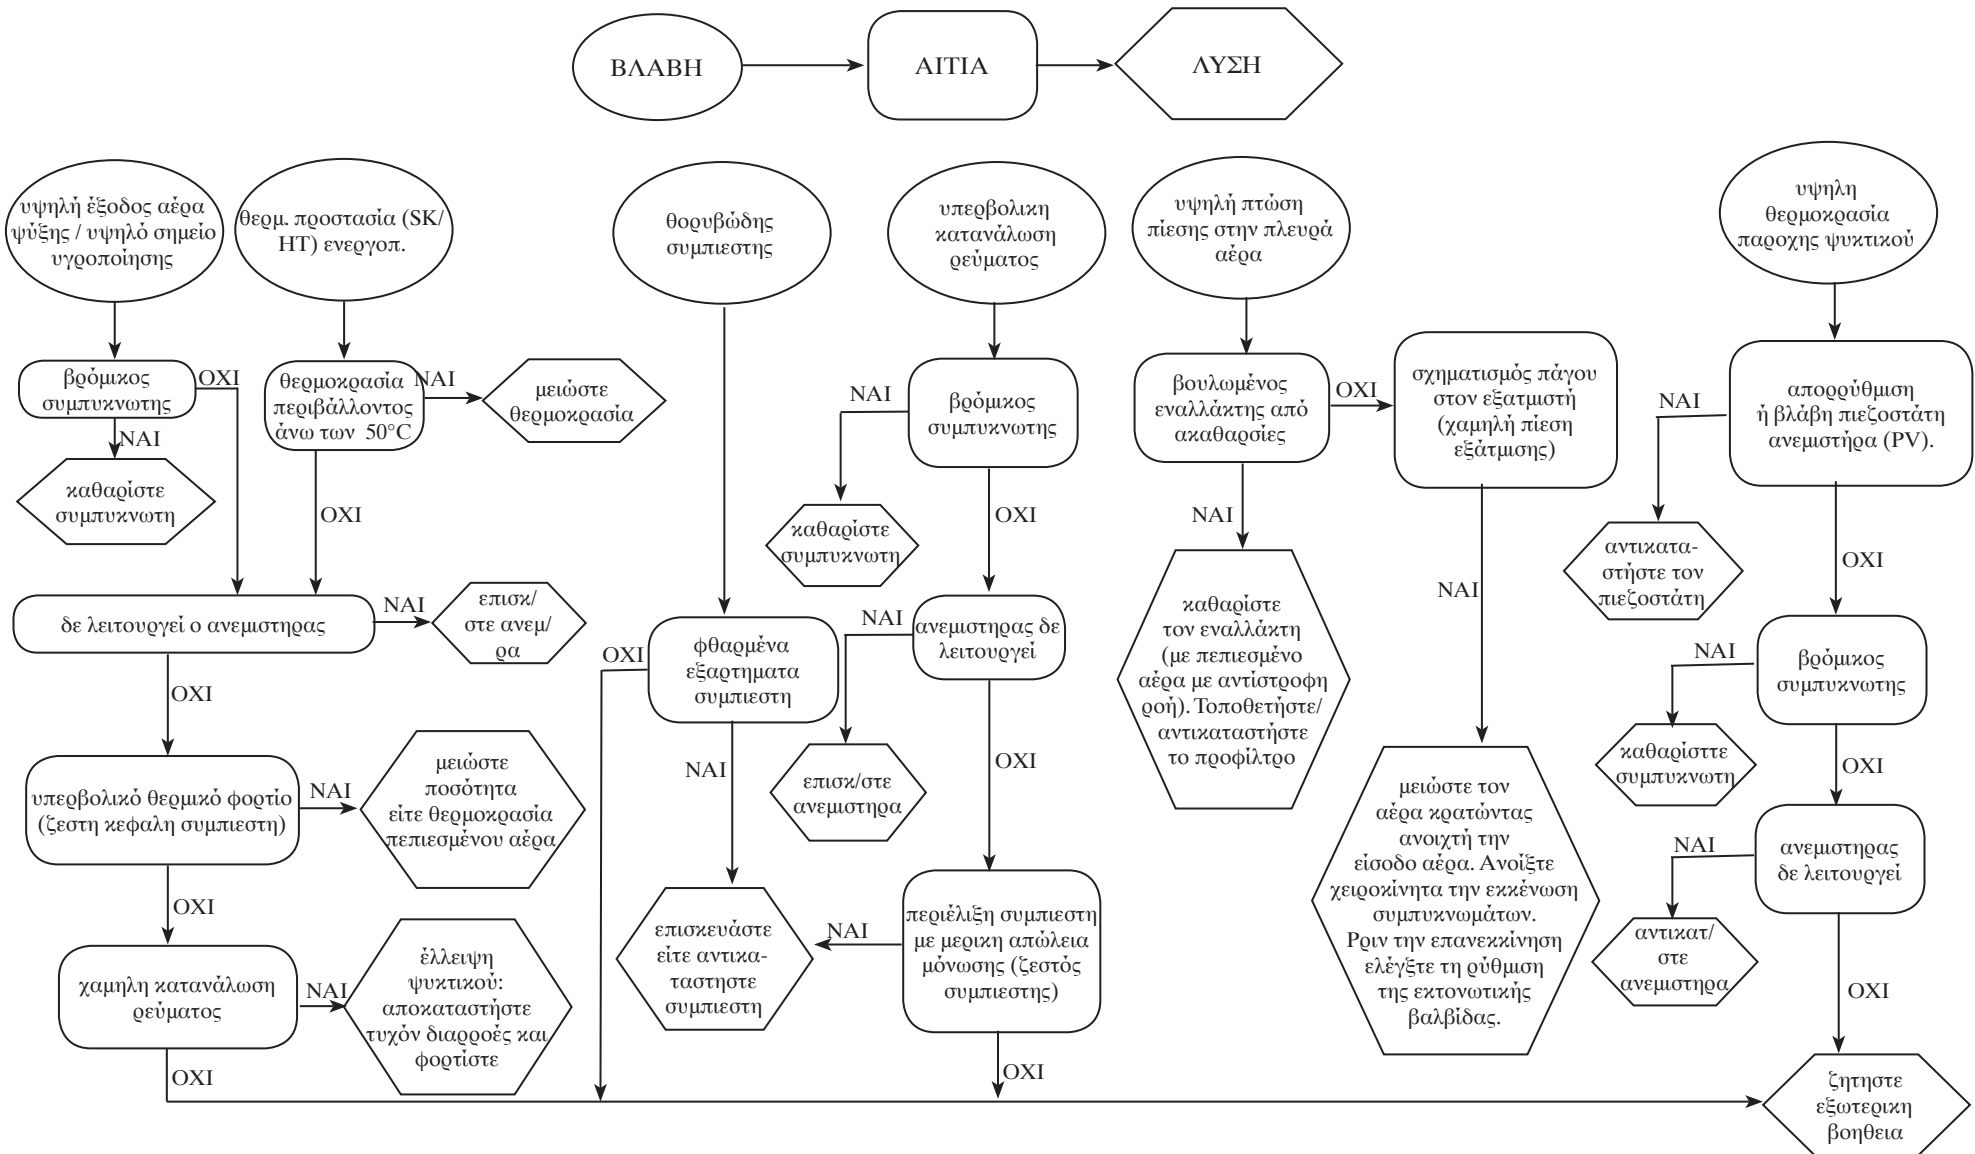 ΒΛΑΒΗ
ΑΙΤΙΑ
ΛΥΣΗ
υψηλή έξοδος αέρα
ψύξης / υψηλό σημείο
υγροποίησης
θερμ. προστασία (SK/
HT) ενεργοπ.
θορυβώδης
συμπιεστης
υπερβολικη
κατανάλωση
ρεύματος
υψηλή πτώση
πίεσης στην πλευρά
αέρα
υψηλη
θερμοκρασία
παροχης ψυκτικού
βρόμικος
συμπυκνωτης
ΟΧΙ
ΝΑΙ
καθαρίστε
συμπυκνωτη
θερμοκρασία
περιβάλλοντος
άνω των 50°C
ΝΑΙ
μειώστε
θερμοκρασία
ΟΧΙ
δε λειτουργεί ο ανεμιστηρας
ΝΑΙ
επισκ/
στε ανεμ/
ρα
ΟΧΙ
υπερβολικό θερμικό φορτίο
(ζεστη κεφαλη συμπιεστη)
ΝΑΙ
μειώστε
ποσότητα
είτε θερμοκρασία
πεπιεσμένου αέρα
ΟΧΙ
χαμηλη κατανάλωση
ρεύματος
ΝΑΙ
έλλειψη
ψυκτικού:
αποκαταστήστε
τυχόν διαρροές και
φορτίστε
ΟΧΙ
φθαρμένα
εξαρτηματα
συμπιεστη
ΟΧΙ
ΝΑΙ
επισκευάστε
είτε αντικα-
ταστηστε
συμπιεστη
βρόμικος
συμπυκνωτης
ΝΑΙ
καθαρίστε
συμπυκνωτη
ΟΧΙ
ανεμιστηρας δε
λειτουργεί
ΝΑΙ
επισκ/στε
ανεμιστηρα
ΟΧΙ
περιέλιξη συμπιεστη
με μερικη απώλεια
μόνωσης (ζεστός
συμπιεστης)
ΝΑΙ
ΟΧΙ
βουλωμένος
εναλλάκτης από
ακαθαρσίες
ΟΧΙ
ΝΑΙ
καθαρίστε
τον εναλλάκτη
(με πεπιεσμένο
αέρα με αντίστροφη
ροή). Τοποθετήστε/
αντικαταστήστε
το προφίλτρο
σχηματισμός πάγου
στον εξατμιστή
(χαμηλή πίεση
εξάτμισης)
ΝΑΙ
μειώστε τον
αέρα κρατώντας
ανοιχτή την
είσοδο αέρα. Ανοίξτε
χειροκίνητα την εκκένωση
συμπυκνωμάτων.
Ρριν την επανεκκίνηση
ελέγξτε τη ρύθμιση
της εκτονωτικής
βαλβίδας.
απορρύθμιση
ή βλάβη πιεζοστάτη
ανεμιστήρα (PV).
ΝΑΙ
αντικατα-
στήστε τον
πιεζοστάτη
ΟΧΙ
βρόμικος
συμπυκνωτης
ΝΑΙ
καθαρίσττε
συμπυκνωτη
ΟΧΙ
ανεμιστηρας
δε λειτουργεί
ΝΑΙ
αντικατ/
στε
ανεμιστηρα
ΟΧΙ
ζητηστε
εξωτερικη
βοηθεια